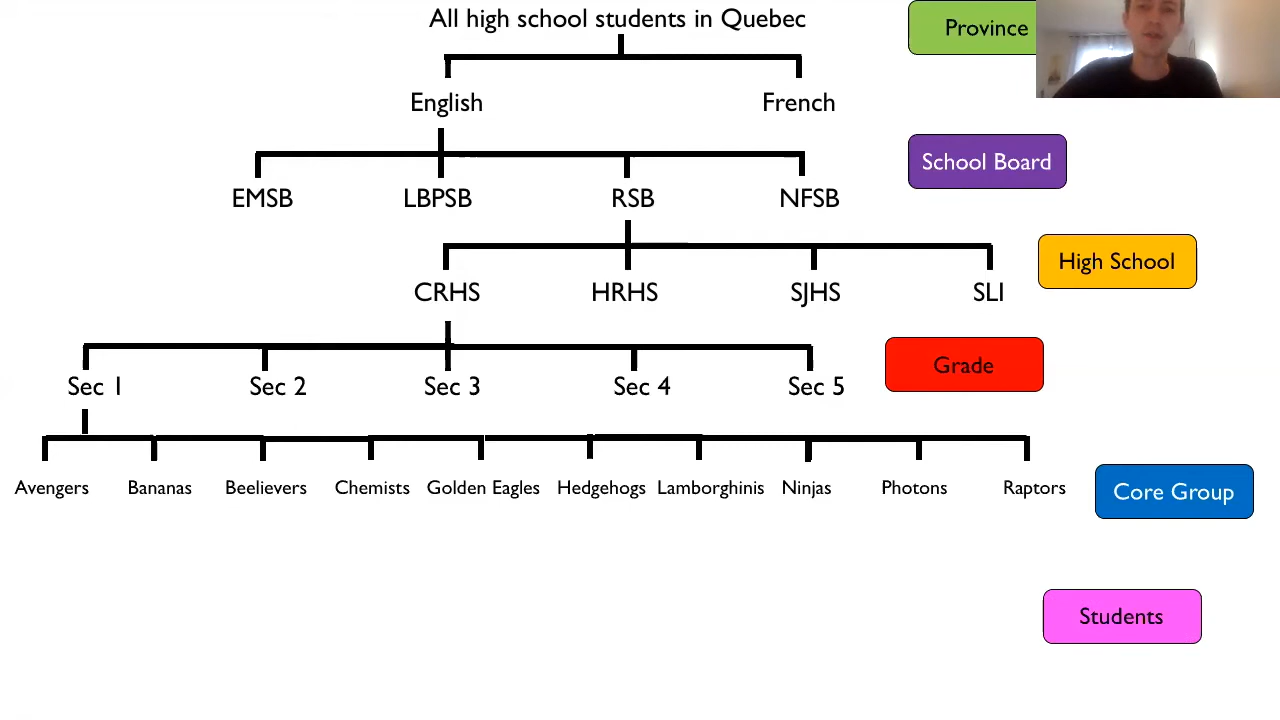 All high school students in Quebec
Province
English French
School Board
EMSB LBPSB RSB NFSB
High School
CRHS HRHS SJHS SLI
Grade
Sec 1 Sec 2 Sec 3 Sec 4 Sec 5
Avengers Bananas Beelievers Chemists Golden Eagles Hedgehogs Lamborghinis Ninjas Photons Raptors
Core Group
Students